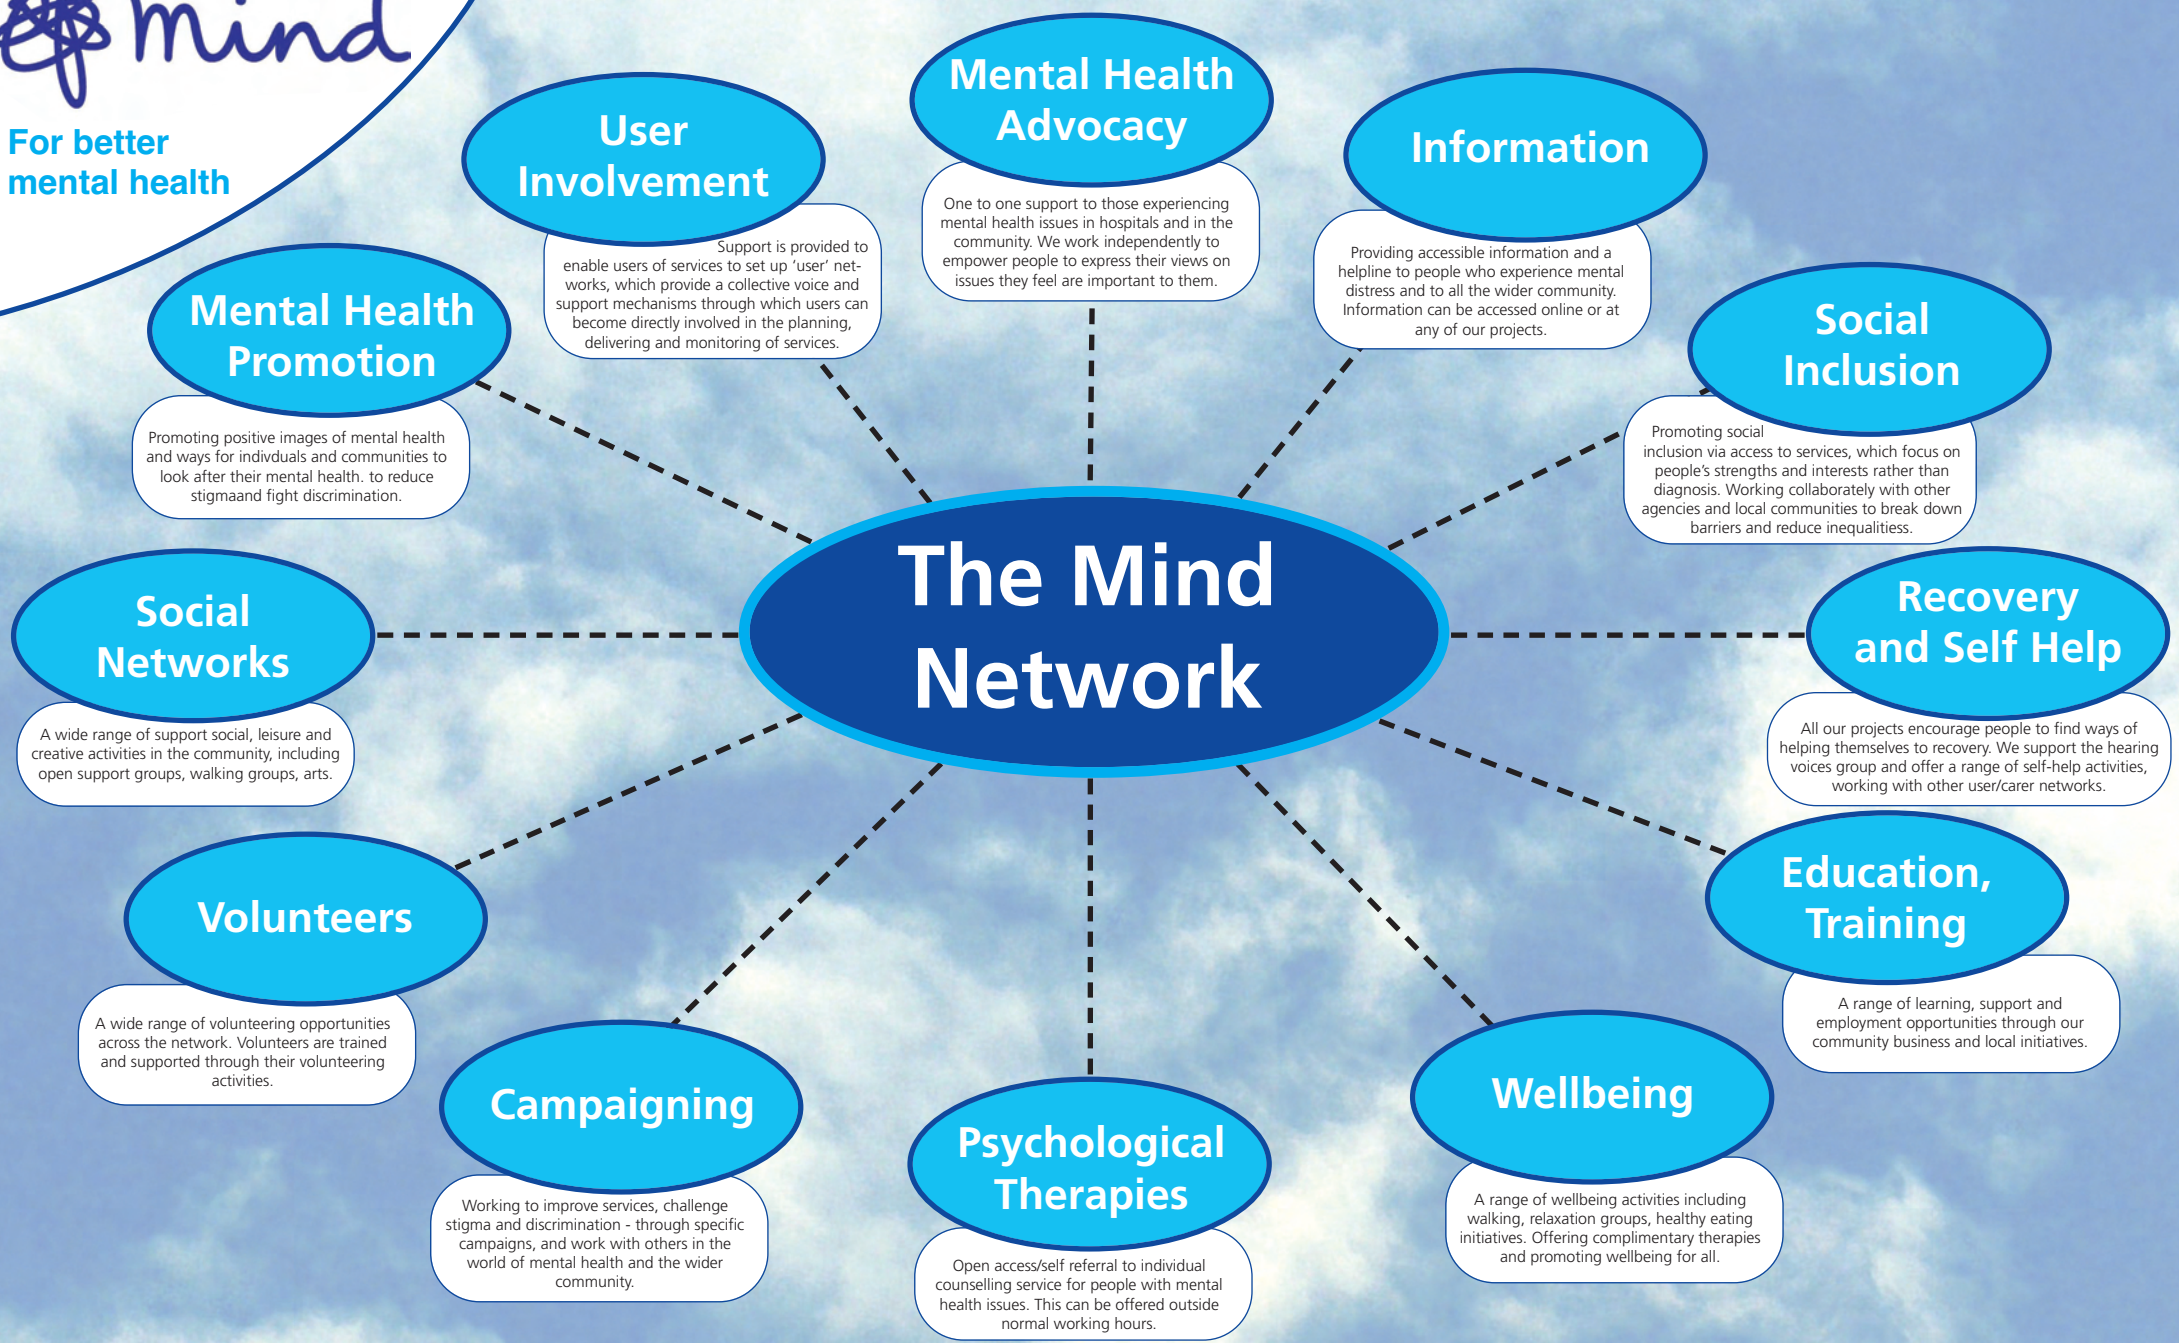 mind
For better
mental health
Mental Health
Advocacy
One to one support to those experiencing
mental health issues in hospitals and in the
community. We work independently to
empower people to express their views on
issues they feel are important to them.
User
Involvement
Support is provided to
enable users of services to set up ‘user’ net-
works, which provide a collective voice and
support mechanisms through which users can
become directly involved in the planning,
delivering and monitoring of services.
Information
Providing accessible information and a
helpline to people who experience mental
distress and to all the wider community.
Information can be accessed online or at
any of our projects.
Mental Health
Promotion
Promoting positive images of mental health
and ways for indivduals and communities to
look after their mental health. to reduce
stigmaand fight discrimination.
Social
Inclusion
Promoting social
inclusion via access to services, which focus on
people’s strengths and interests rather than
diagnosis. Working collaborately with other
agencies and local communities to break down
barriers and reduce inequalitiess.
The Mind
Network
Social
Networks
A wide range of support social, leisure and
creative activities in the community, including
open support groups, walking groups, arts.
Recovery
and Self Help
All our projects encourage people to find ways of
helping themselves to recovery. We support the hearing
voices group and offer a range of self-help activities,
working with other user/carer networks.
Volunteers
A wide range of volunteering opportunities
across the network. Volunteers are trained
and supported through their volunteering
activities.
Education,
Training
A range of learning, support and
employment opportunities through our
community business and local initiatives.
Campaigning
Working to improve services, challenge
stigma and discrimination - through specific
campaigns, and work with others in the
world of mental health and the wider
community.
Psychological
Therapies
Open access/self referral to individual
counselling service for people with mental
health issues. This can be offered outside
normal working hours.
Wellbeing
A range of wellbeing activities including
walking, relaxation groups, healthy eating
initiatives. Offering complimentary therapies
and promoting wellbeing for all.